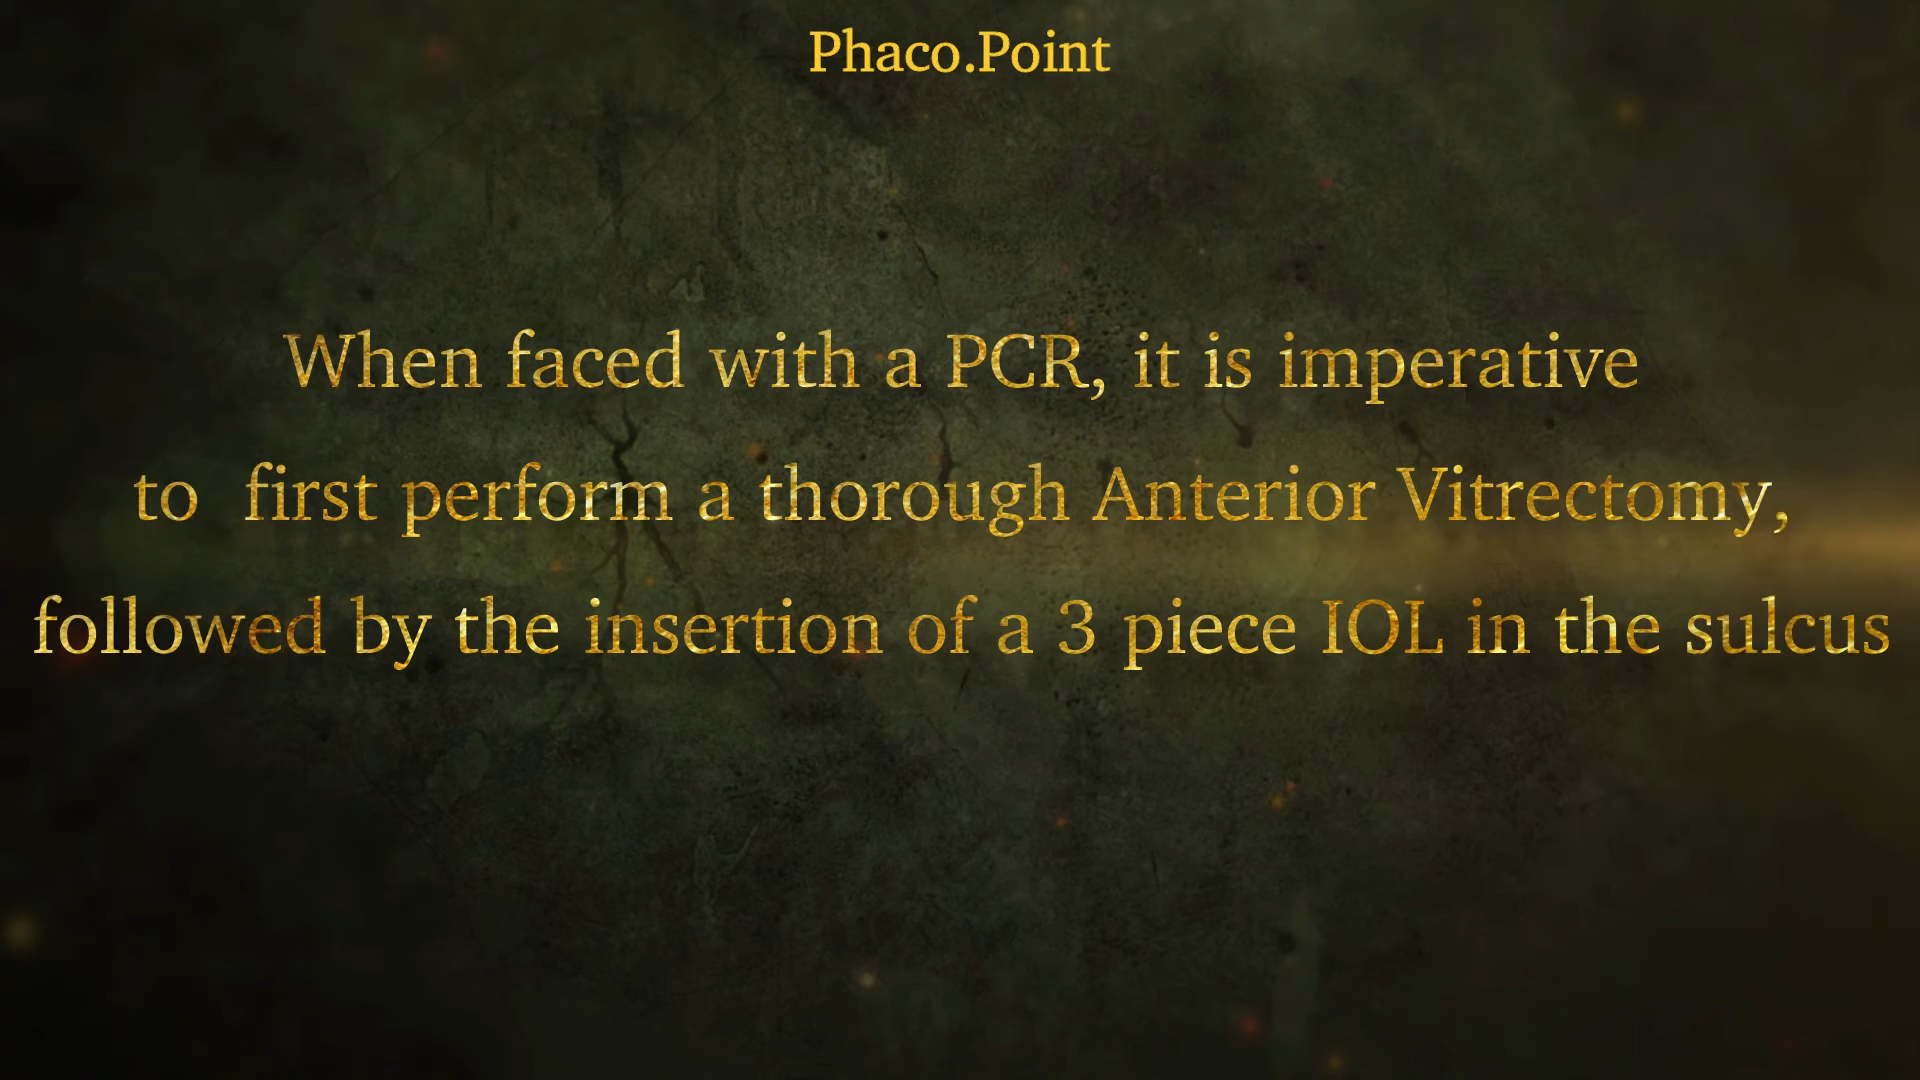 Phaco.Point
When faced with a PCR, it is imperative
to  first perform a thorough Anterior Vitrectomy,
followed by the insertion of a 3 piece IOL in the sulcus